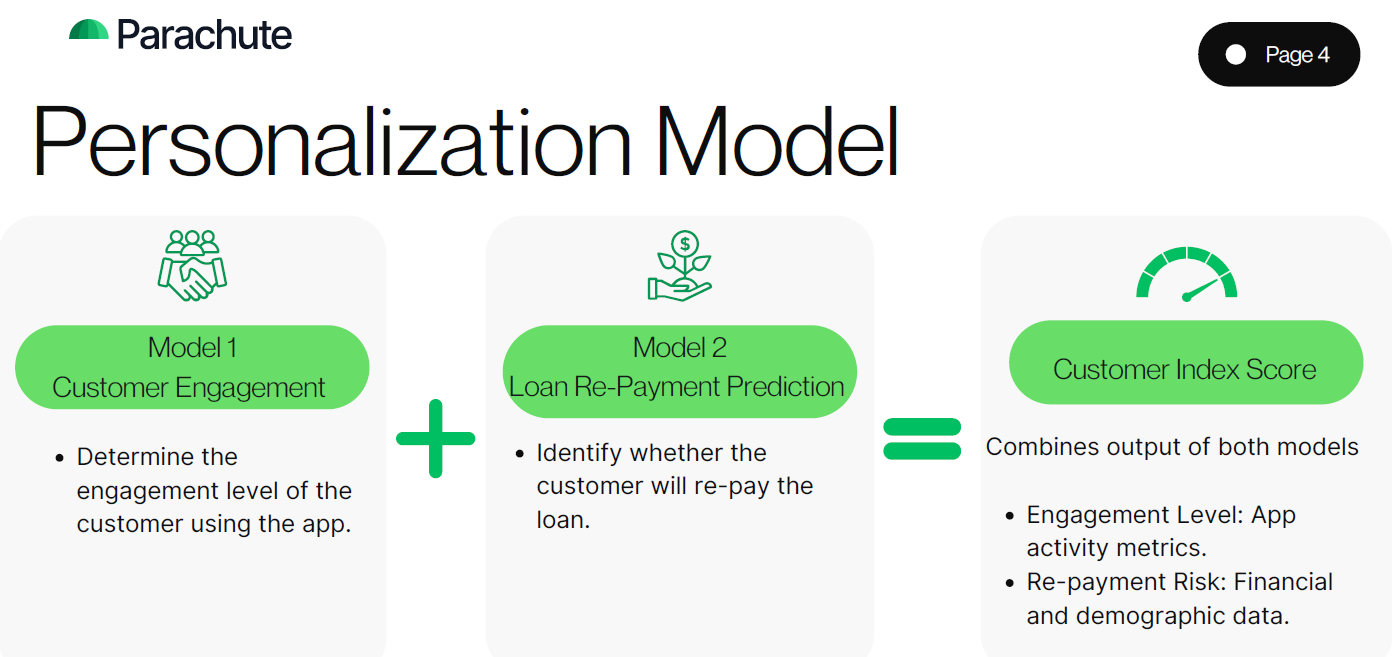 Parachute
Page 4
Personalization Model
Model 1
Customer Engagement
• Determine the
engagement level of the
customer using the app.
$
Model 2
Loan Re-Payment Prediction
• Identify whether the
customer will re-pay the
loan.
Customer Index Score
Combines output of both models
• Engagement Level: App
activity metrics.
• Re-payment Risk: Financial
and demographic data.